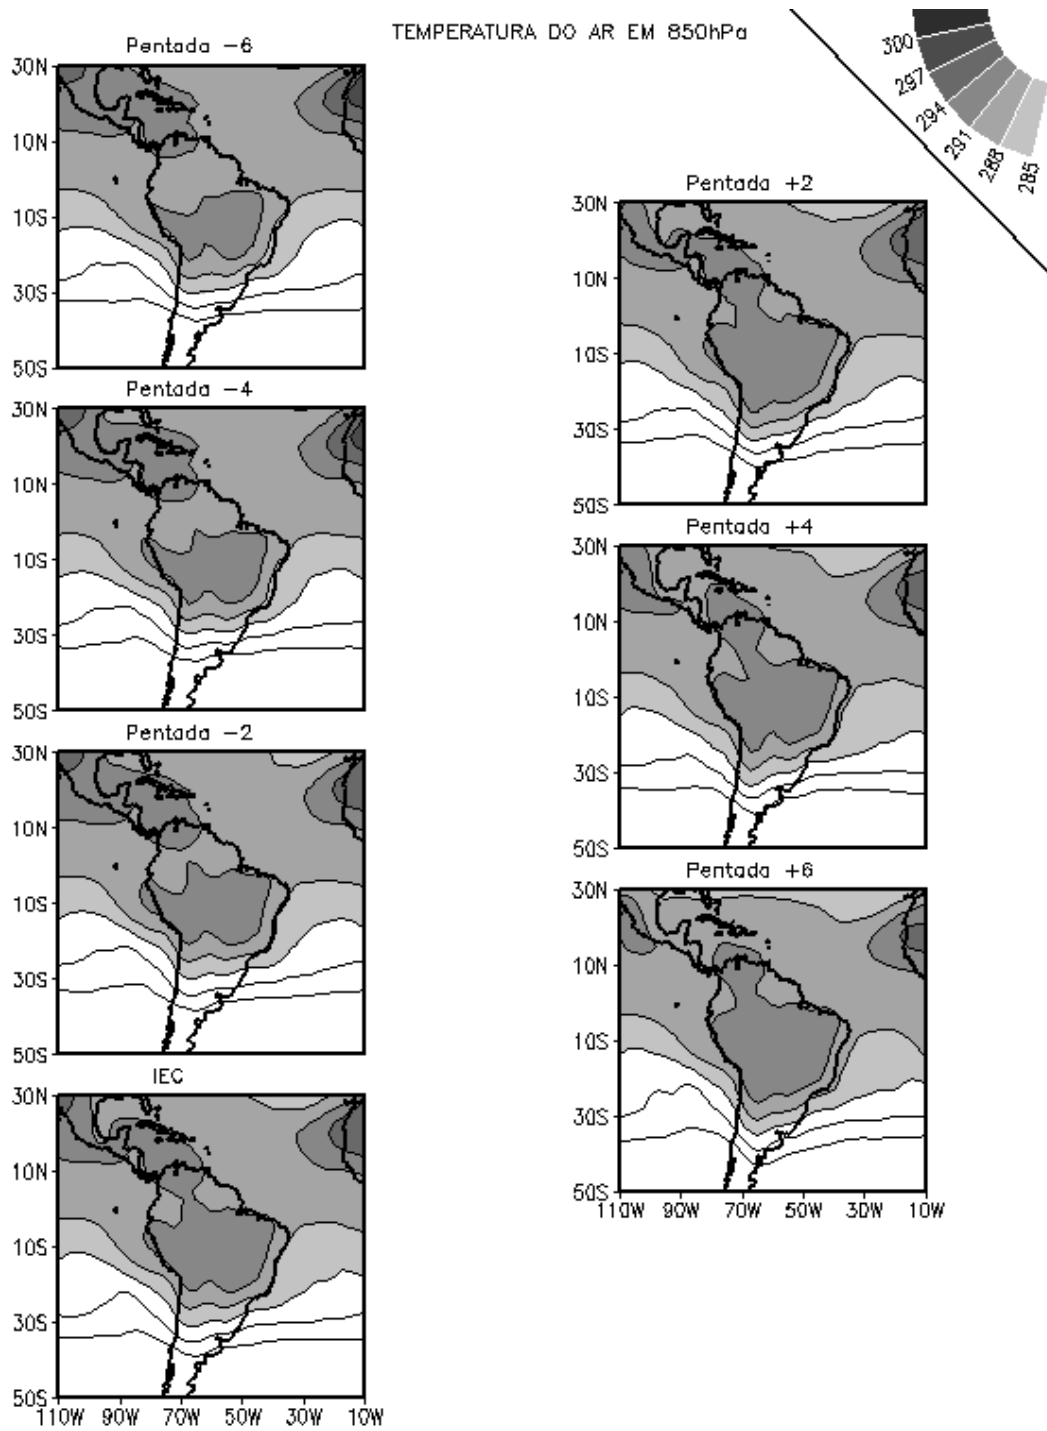 TEMPERATURA DO AR EM 850hPa
300
297
294
291
288
285
Pentada -6
30N
10N
10S
30S
50S
Pentada -4
30N
10N
10S
30S
50S
Pentada -2
30N
10N
10S
30S
50S
IEC
30N
10N
10S
30S
50S
110W 90W 70W 50W 30W 10W
Pentada +2
30N
10N
10S
30S
50S
Pentada +4
30N
10N
10S
30S
50S
Pentada +6
30N
10N
10S
30S
50S
110W 90W 70W 50W 30W 10W